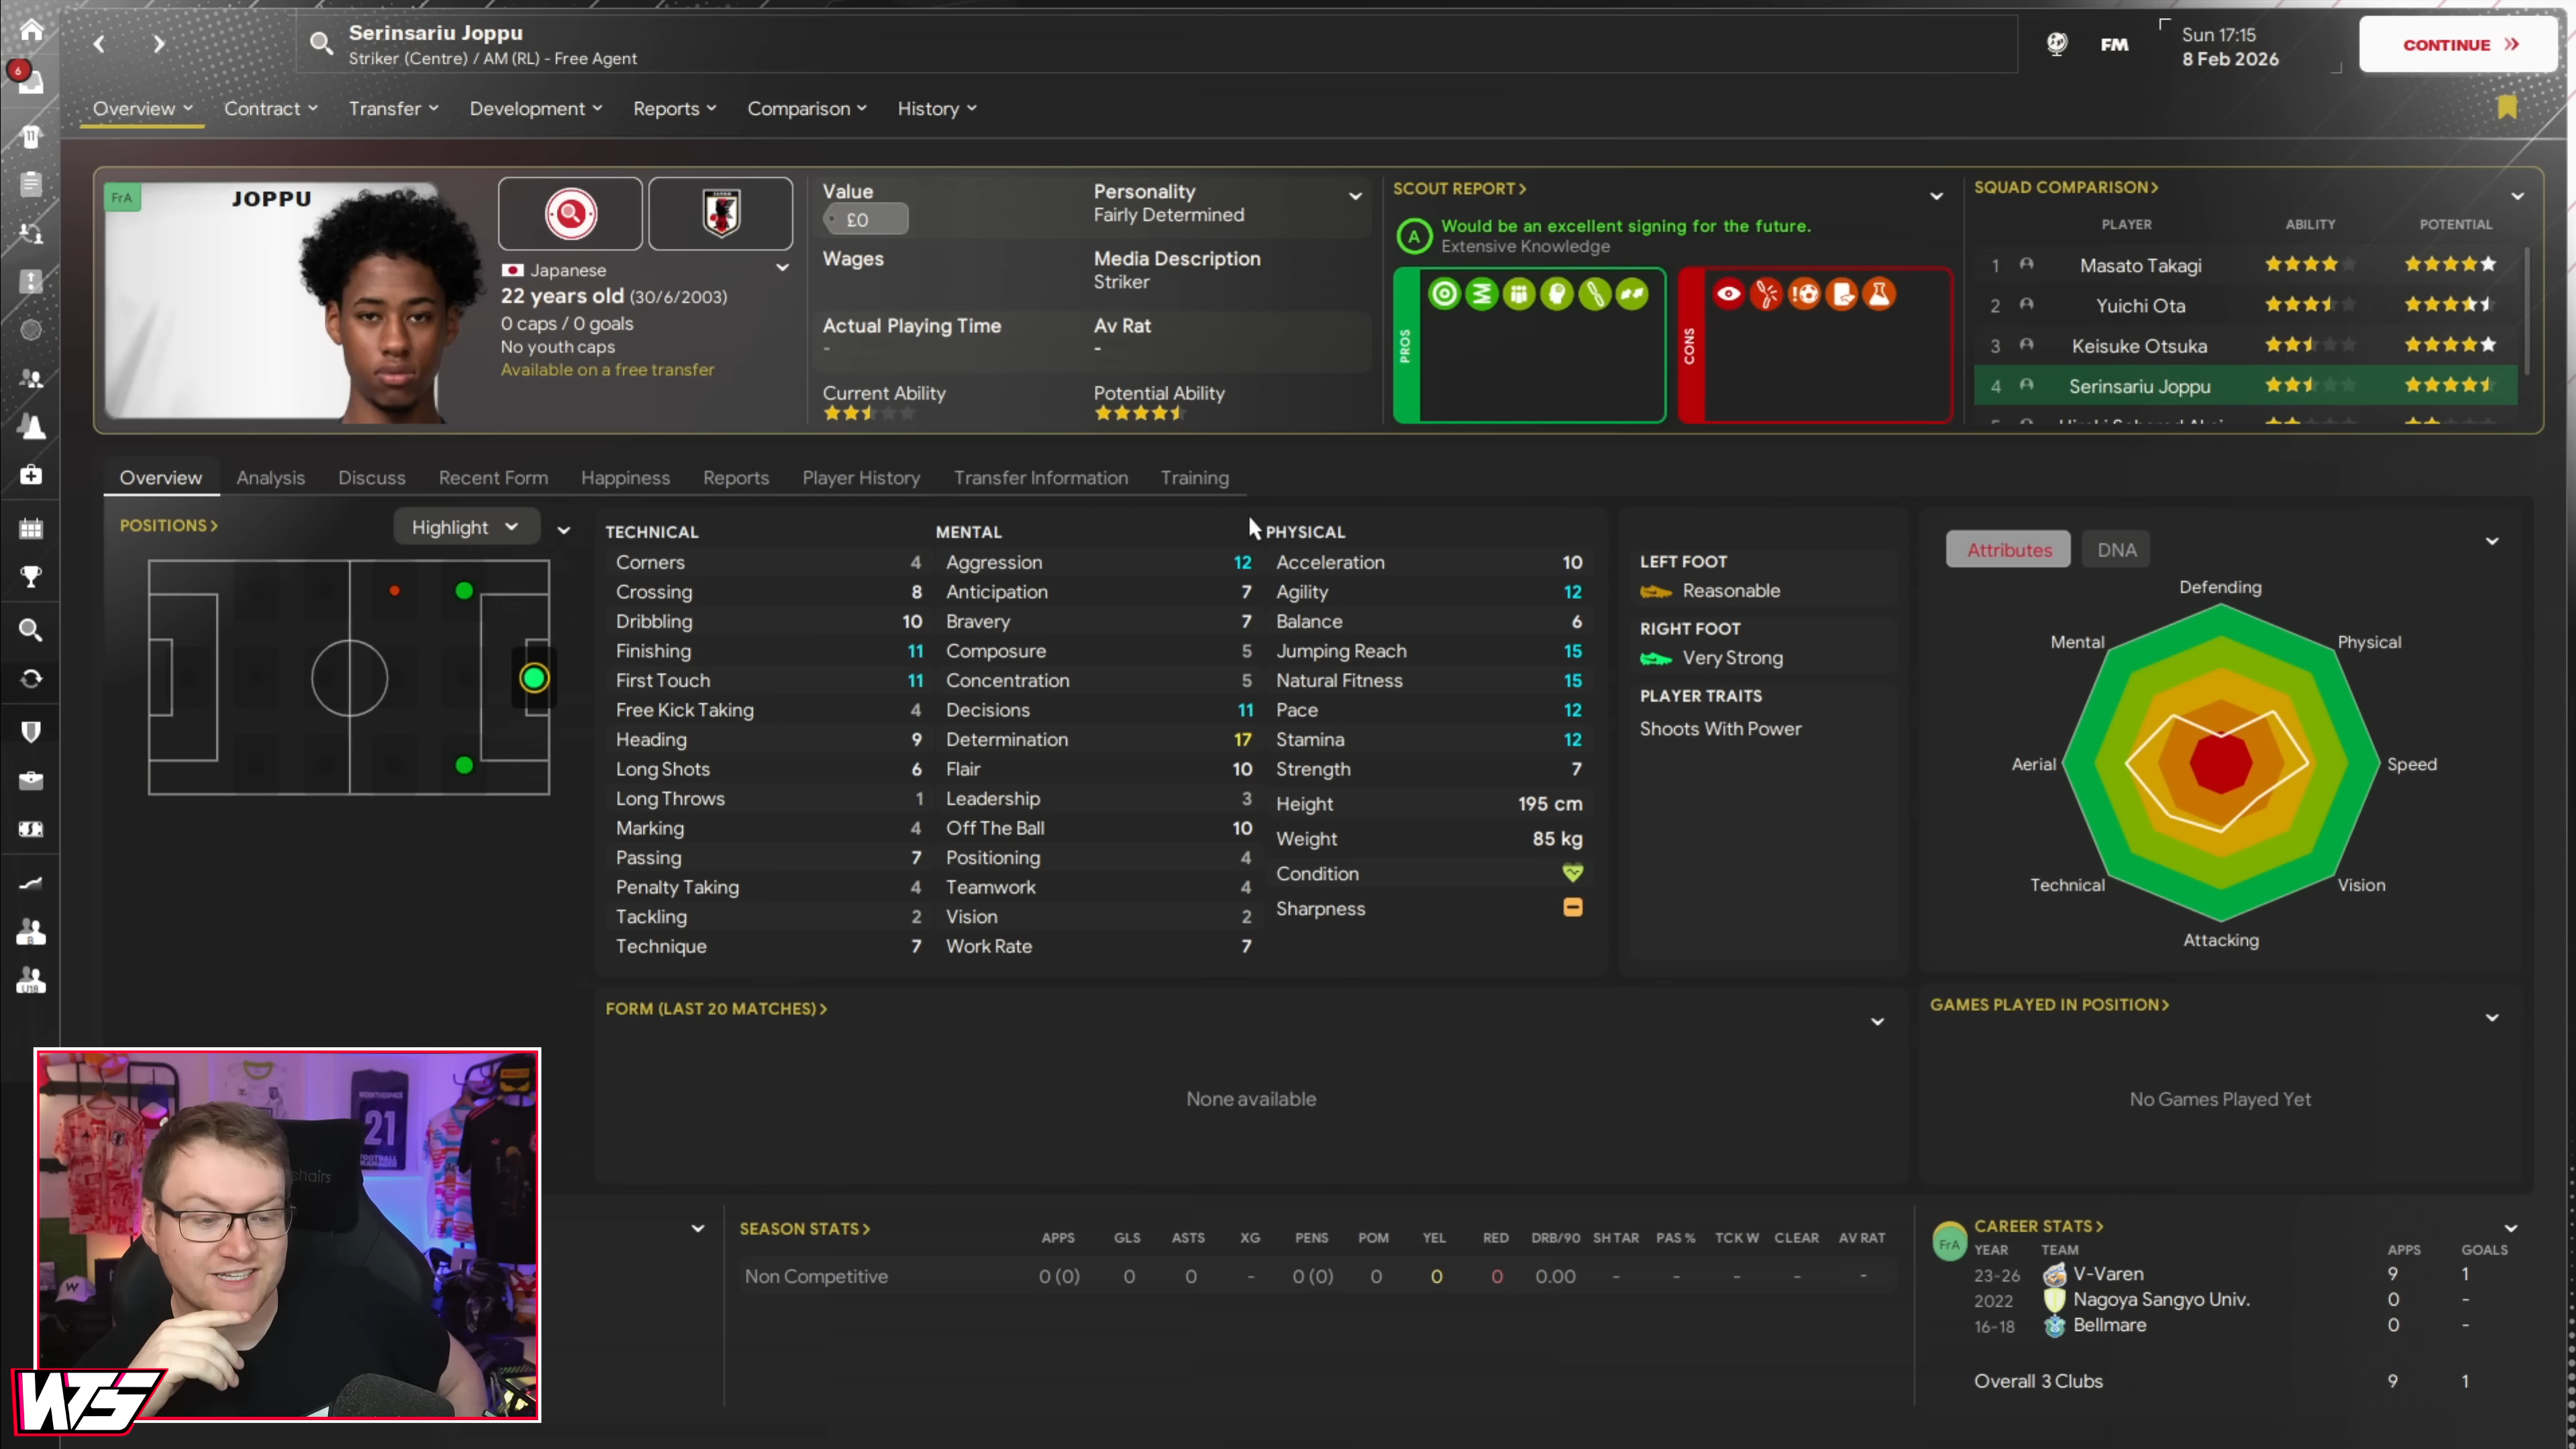 Serinsariu Joppu
Striker (Centre) / AM (RL) - Free Agent
FM
Sun 17:15
8 Feb 2026
CONTINUE
6
Overview
Contract
Transfer
Development
Reports
Comparison
History
11
FrA
JOPPU
Japanese
22 years old (30/6/2003)
0 caps / 0 goals
No youth caps
Available on a free transfer
Value
£0
Personality
Fairly Determined
Wages
Media Description
Striker
Actual Playing Time
-
Av Rat
-
Current Ability
Potential Ability
SCOUT REPORT
A
Would be an excellent signing for the future.
Extensive Knowledge
PROS
CONS
SQUAD COMPARISON
PLAYER ABILITY POTENTIAL
1 Masato Takagi
2 Yuichi Ota
3 Keisuke Otsuka
4 Serinsariu Joppu
Overview
Analysis
Discuss
Recent Form
Happiness
Reports
Player History
Transfer Information
Training
POSITIONS
Highlight
TECHNICAL
Corners 4
Crossing 8
Dribbling 10
Finishing 11
First Touch 11
Free Kick Taking 4
Heading 9
Long Shots 6
Long Throws 1
Marking 4
Passing 7
Penalty Taking 4
Tackling 2
Technique 7
MENTAL
Aggression 12
Anticipation 7
Bravery 7
Composure 5
Concentration 5
Decisions 11
Determination 17
Flair 10
Leadership 3
Off The Ball 10
Positioning 4
Teamwork 4
Vision 2
Work Rate 7
PHYSICAL
Acceleration 10
Agility 12
Balance 6
Jumping Reach 15
Natural Fitness 15
Pace 12
Stamina 12
Strength 7
Height 195 cm
Weight 85 kg
Condition
Sharpness
LEFT FOOT
Reasonable
RIGHT FOOT
Very Strong
PLAYER TRAITS
Shoots With Power
Attributes
DNA
Defending
Physical
Speed
Vision
Attacking
Technical
Aerial
Mental
B
U18
FORM (LAST 20 MATCHES)
None available
GAMES PLAYED IN POSITION
No Games Played Yet
21
FOOTBALL
MANAGER
chairs
W
WTS
SEASON STATS
APPS GLS ASTS XG PENS POM YEL RED DRB/90 SH TAR PAS % TCK W CLEAR AV RAT
Non Competitive 0 (0) 0 0 - 0 (0) 0 0 0 0.00 - - - - -
FrA
CAREER STATS
YEAR TEAM APPS GOALS
23-26 V-Varen 9 1
2022 Nagoya Sangyo Univ. 0 -
16-18 Bellmare 0 -
Overall 3 Clubs 9 1